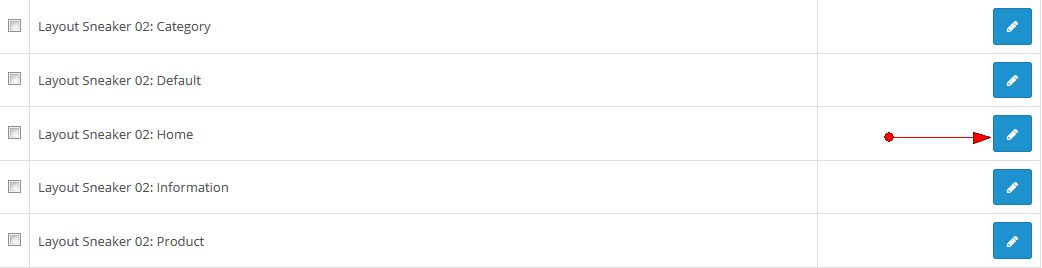 Layout Sneaker 02: Category
Layout Sneaker 02: Default
Layout Sneaker 02: Home
Layout Sneaker 02: Information
Layout Sneaker 02: Product